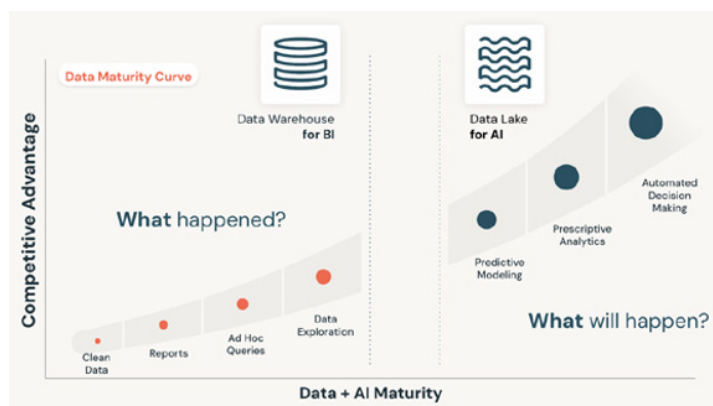 Data Maturity Curve
Data Warehouse
for BI
Data Lake
for AI
Competitive Advantage
What happened?
Clean
Data
Reports
Ad Hoc
Queries
Data
Exploration
Predictive
Modeling
Prescriptive
Analytics
Automated
Decision
Making
What will happen?
Data + AI Maturity